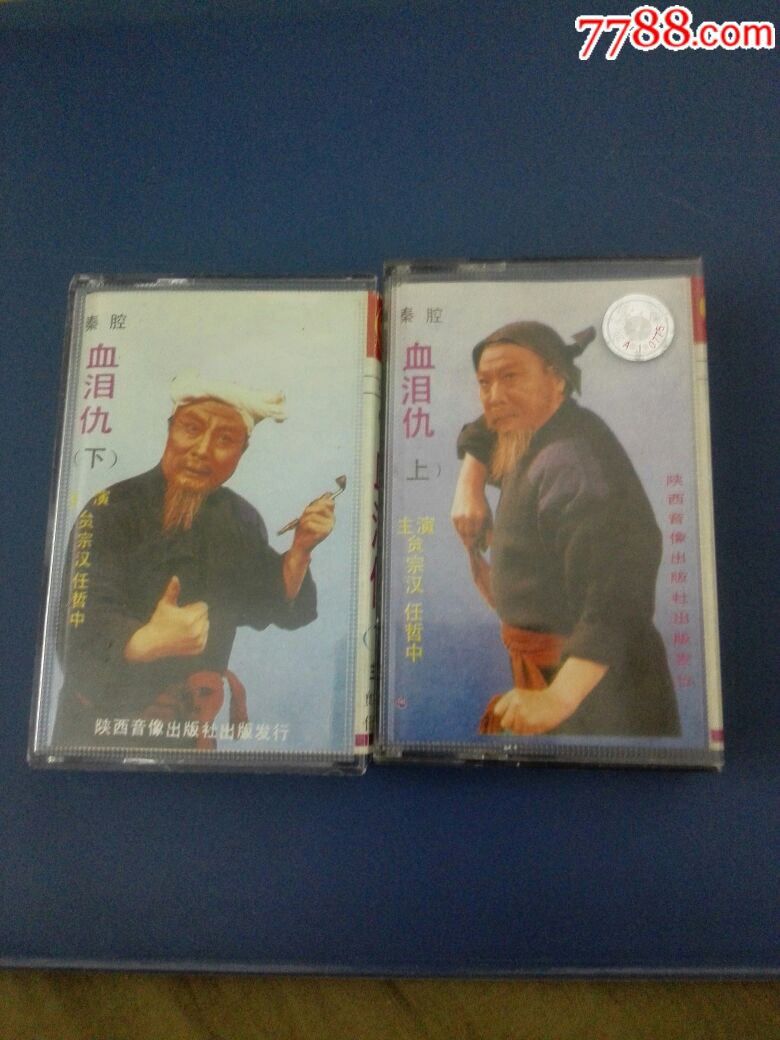 7788.com
秦腔
血泪仇
(下)
主演
贠宗汉 任哲中
陕西音像出版社出版发行
秦腔
血泪仇
(上)
主演
贠宗汉 任哲中
陕西音像出版社出版发行
A J 0775